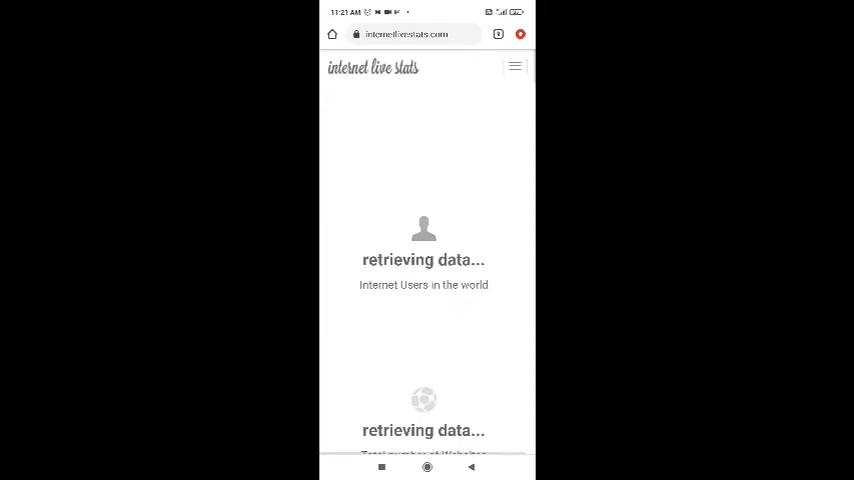 11:21 AM
internetlivestats.com
internet live stats
retrieving data...
Internet Users in the world
retrieving data...
Total number of Websites